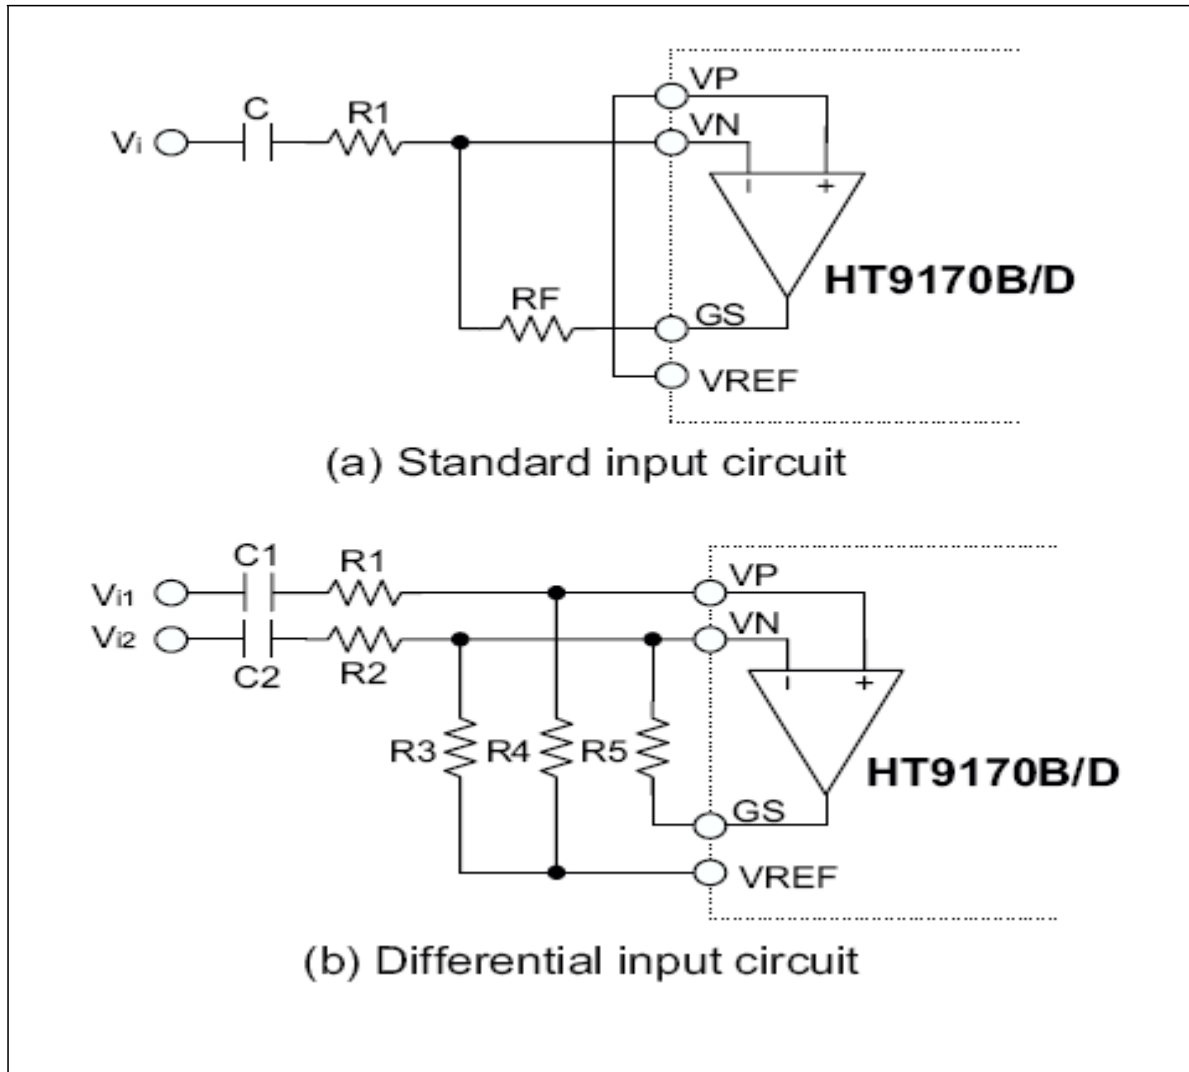 VP
C
R1
VN
Vi
- +
HT9170B/D
RF
GS
VREF
(a) Standard input circuit
C1
R1
VP
Vi1
VN
Vi2
C2
R2
- +
R3
R4
R5
HT9170B/D
GS
VREF
(b) Differential input circuit